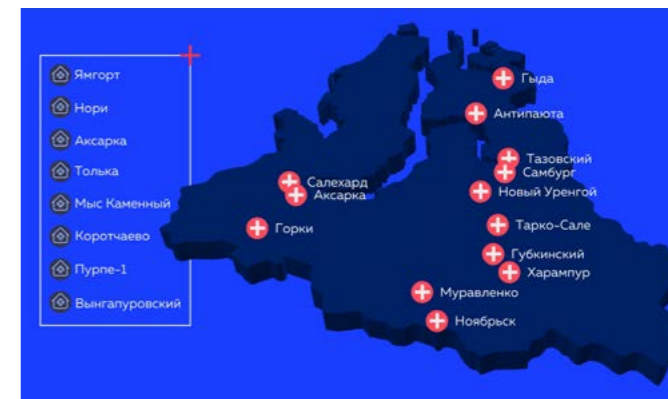 Ямгорт
Нори
Аксарка
Толька
Мыс Каменный
Коротчаево
Пурпе-1
Вынгапуровский
Гыда
Антипаюта
Тазовский
Самбург
Салехард
Аксарка
Новый Уренгой
Горки
Тарко-Сале
Губкинский
Харампур
Муравленко
Ноябрьск